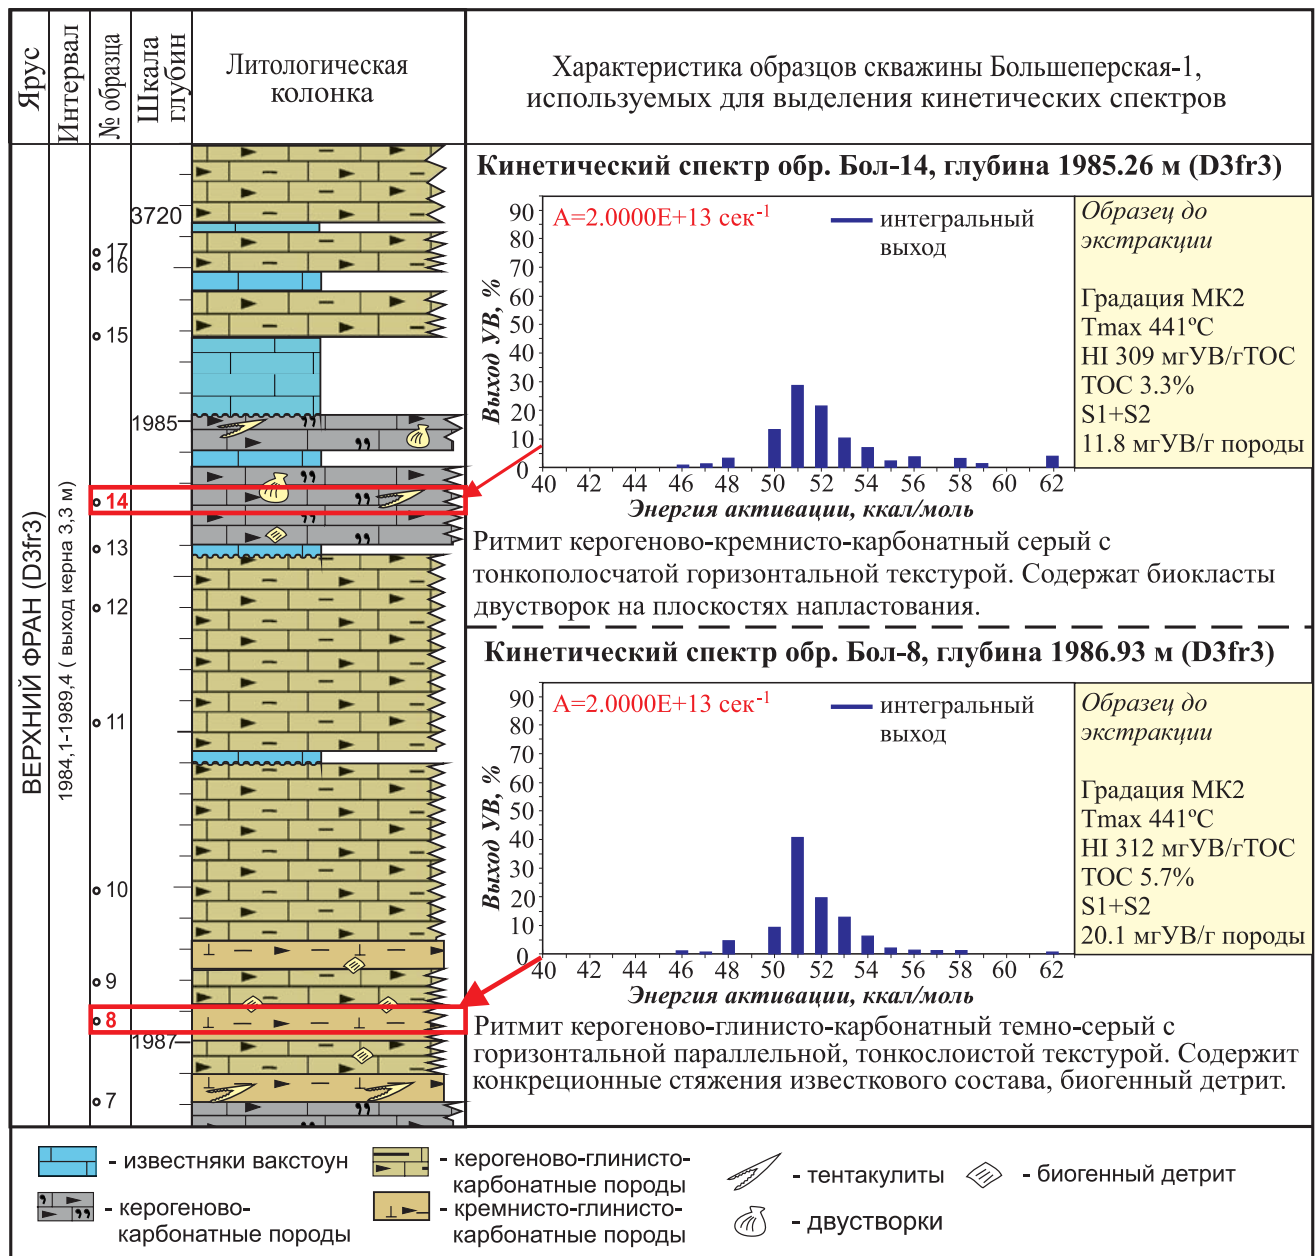 Ярус
Интервал
№ образца
Шкала
глубин
Литологическая
колонка
Характеристика образцов скважины Большеперская-1,
используемых для выделения кинетических спектров
ВЕРХНИЙ ФРАН (D3fr3)
1984,1-1989,4 ( выход керна 3,3 м)
3720
17
16
15
1985
14
13
12
11
10
9
8
1987
7
Кинетический спектр обр. Бол-14, глубина 1985.26 м (D3fr3)
A=2.0000E+13 сек-1
интегральный
выход
Выход УВ, %
90
80
70
60
50
40
30
20
10
0
40 42 44 46 48 50 52 54 56 58 60 62
Энергия активации, ккал/моль
Образец до
экстракции
Градация МК2
Tmax 441ºC
HI 309 мгУВ/гТОС
ТОС 3.3%
S1+S2
11.8 мгУВ/г породы
Ритмит керогеново-кремнисто-карбонатный серый с
тонкополосчатой горизонтальной текстурой. Содержат биокласты
двустворок на плоскостях напластования.
Кинетический спектр обр. Бол-8, глубина 1986.93 м (D3fr3)
A=2.0000E+13 сек-1
интегральный
выход
Выход УВ, %
90
80
70
60
50
40
30
20
10
0
40 42 44 46 48 50 52 54 56 58 60 62
Энергия активации, ккал/моль
Образец до
экстракции
Градация МК2
Tmax 441ºC
HI 312 мгУВ/гТОС
ТОС 5.7%
S1+S2
20.1 мгУВ/г породы
Ритмит керогеново-глинисто-карбонатный темно-серый с
горизонтальной параллельной, тонкослоистой текстурой. Содержит
конкреционные стяжения известкового состава, биогенный детрит.
- известняки вакстоун
- керогеново-
карбонатные породы
- керогеново-глинисто-
карбонатные породы
- кремнисто-глинисто-
карбонатные породы
- тентакулиты
- двустворки
- биогенный детрит